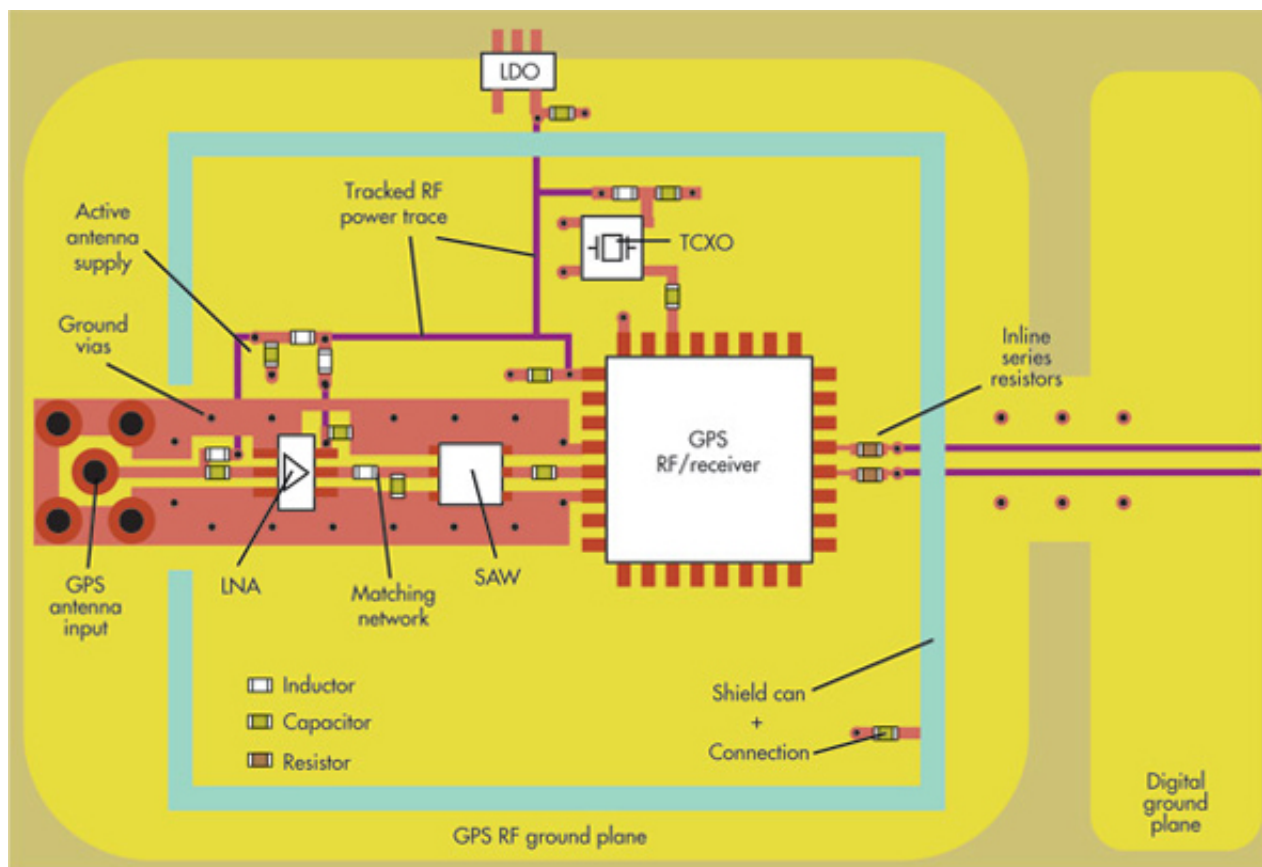 LDO
Tracked RF
power trace
Active
antenna
supply
TCXO
Ground
vias
Inline
series
resistors
GPS
RF/receiver
GPS
antenna
input
LNA
Matching
network
SAW
Inductor
Capacitor
Resistor
Shield can
+
Connection
Digital
ground
plane
GPS RF ground plane